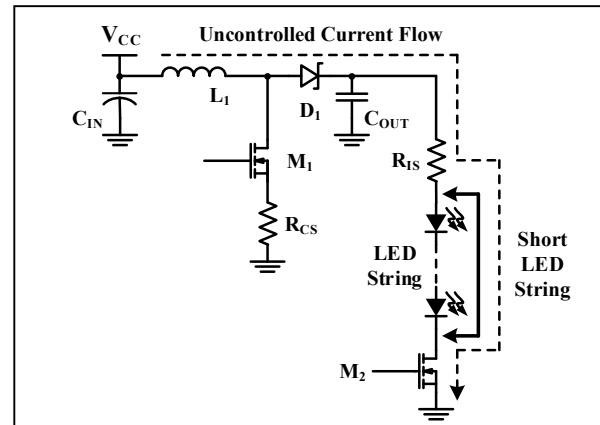 Uncontrolled Current Flow
VCC
L1
D1
CIN
COUT
M1
RIS
RCS
LED
String
Short
LED
String
M2